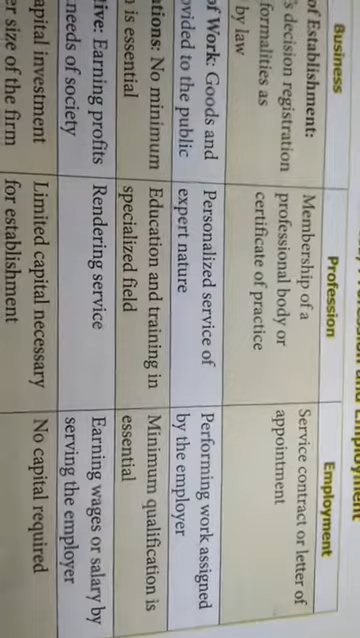 and Employment
Business
Profession
Employment
of Establishment:
's decision registration
formalities as
by law
Membership of a
professional body or
certificate of practice
Service contract or letter of
appointment
of Work: Goods and
ovided to the public
Personalized service of
expert nature
Performing work assigned
by the employer
ations: No minimum
n is essential
Education and training in
specialized field
Minimum qualification is
essential
tive: Earning profits
needs of society
Rendering service
Earning wages or salary by
serving the employer
apital investment
er size of the firm
Limited capital necessary
for establishment
No capital required